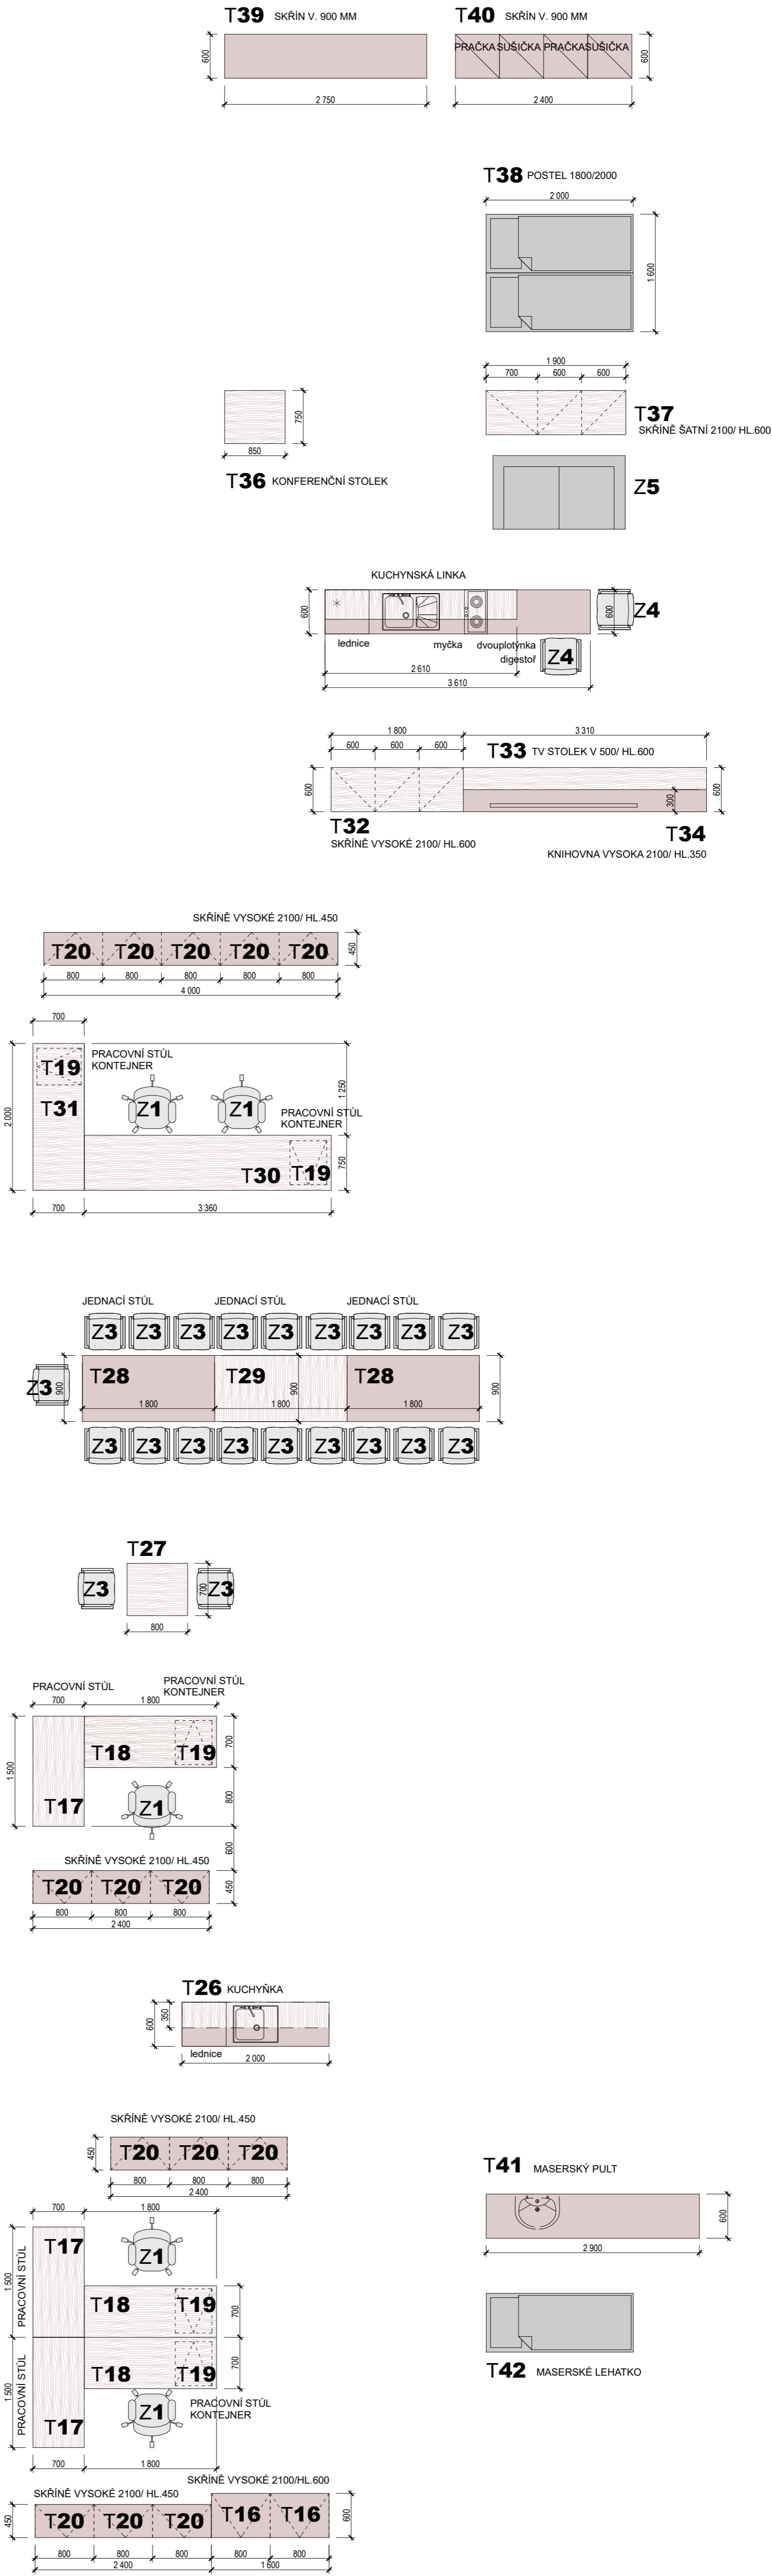 T39 SKŘÍN V. 900 MM
T40 SKŘÍN V. 900 MM
600
PRAČKA SUŠIČKA PRAČKA SUŠIČKA
600
2 750
2 400
T38 POSTEL 1800/2000
2 000
1 600
1 900
700 600 600
750
T37
SKŘÍNĚ ŠATNÍ 2100/ HL.600
850
T36 KONFERENČNÍ STOLEK
Z5
KUCHYNSKÁ LINKA
600
600
Z4
lednice
myčka
dvouplotýnka
digestoř
Z4
2 610
3 610
1 800
3 310
600 600 600
T33 TV STOLEK V 500/ HL.600
600
300
600
T32
SKŘÍNĚ VYSOKÉ 2100/ HL.600
T34
KNIHOVNA VYSOKA 2100/ HL.350
SKŘÍNĚ VYSOKÉ 2100/ HL.450
T20 T20 T20 T20 T20
450
800 800 800 800 800
4 000
700
T19
PRACOVNÍ STŮL
KONTEJNER
2 000
T31
Z1
Z1
1 250
PRACOVNÍ STŮL
KONTEJNER
T30
T19
750
700
3 360
JEDNACÍ STŮL JEDNACÍ STŮL JEDNACÍ STŮL
Z3 Z3 Z3 Z3 Z3 Z3 Z3 Z3 Z3
Z3
900
T28
T29
T28
900
900
1 800 1 800 1 800
Z3 Z3 Z3 Z3 Z3 Z3 Z3 Z3 Z3
T27
Z3
700
Z3
800
PRACOVNÍ STŮL
PRACOVNÍ STŮL
KONTEJNER
700 1 800
1 500
T18
T19
700
T17
Z1
800
600
SKŘÍNĚ VYSOKÉ 2100/ HL.450
T20 T20 T20
450
800 800 800
2 400
T26 KUCHYŇKA
600
350
lednice
2 000
SKŘÍNĚ VYSOKÉ 2100/ HL.450
450
T20 T20 T20
800 800 800
2 400
700 1 800
T17
Z1
1 500
PRACOVNÍ STŮL
T18
T19
700
T18
T19
700
1 500
PRACOVNÍ STŮL
T17
Z1
PRACOVNÍ STŮL
KONTEJNER
700 1 800
SKŘÍNĚ VYSOKÉ 2100/HL.600
SKŘÍNĚ VYSOKÉ 2100/ HL.450
450
T20 T20 T20 T16 T16
600
800 800 800 800 800
2 400 1 600
T41 MASERSKÝ PULT
600
2 900
T42 MASERSKÉ LEHATKO